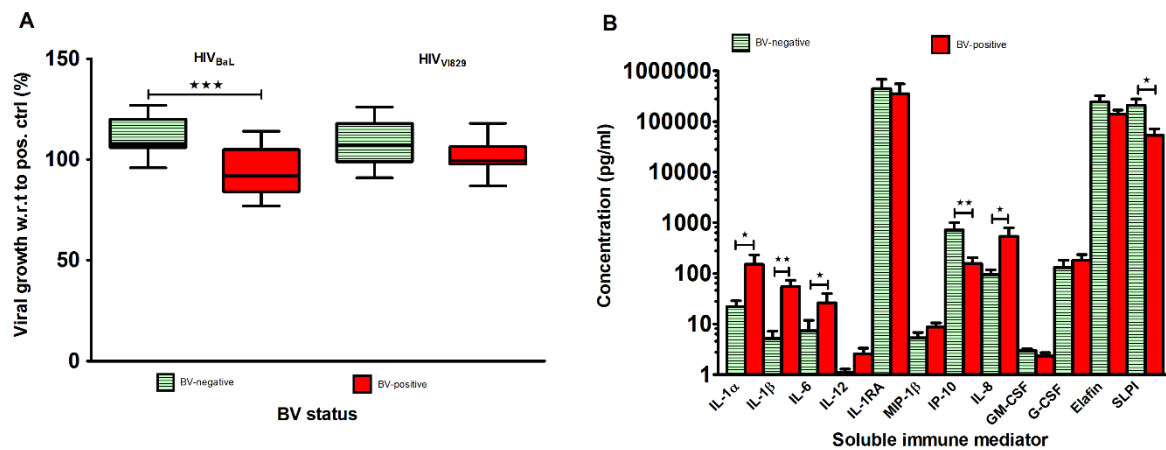 A
HIVBaL
HIVVI829
★★★
Viral growth w.r.t to pos. ctrl (%)
150
100
50
0
BV-negative
BV-positive
BV status
B
BV-negative
BV-positive
Concentration (pg/ml)
1000000
100000
10000
1000
100
10
1
★
★★
★
★★
★
★
IL-1α
IL-1β
IL-6
IL-12
IL-1RA
MIP-1β
IP-10
IL-8
GM-CSF
G-CSF
Elafin
SLPI
Soluble immune mediator